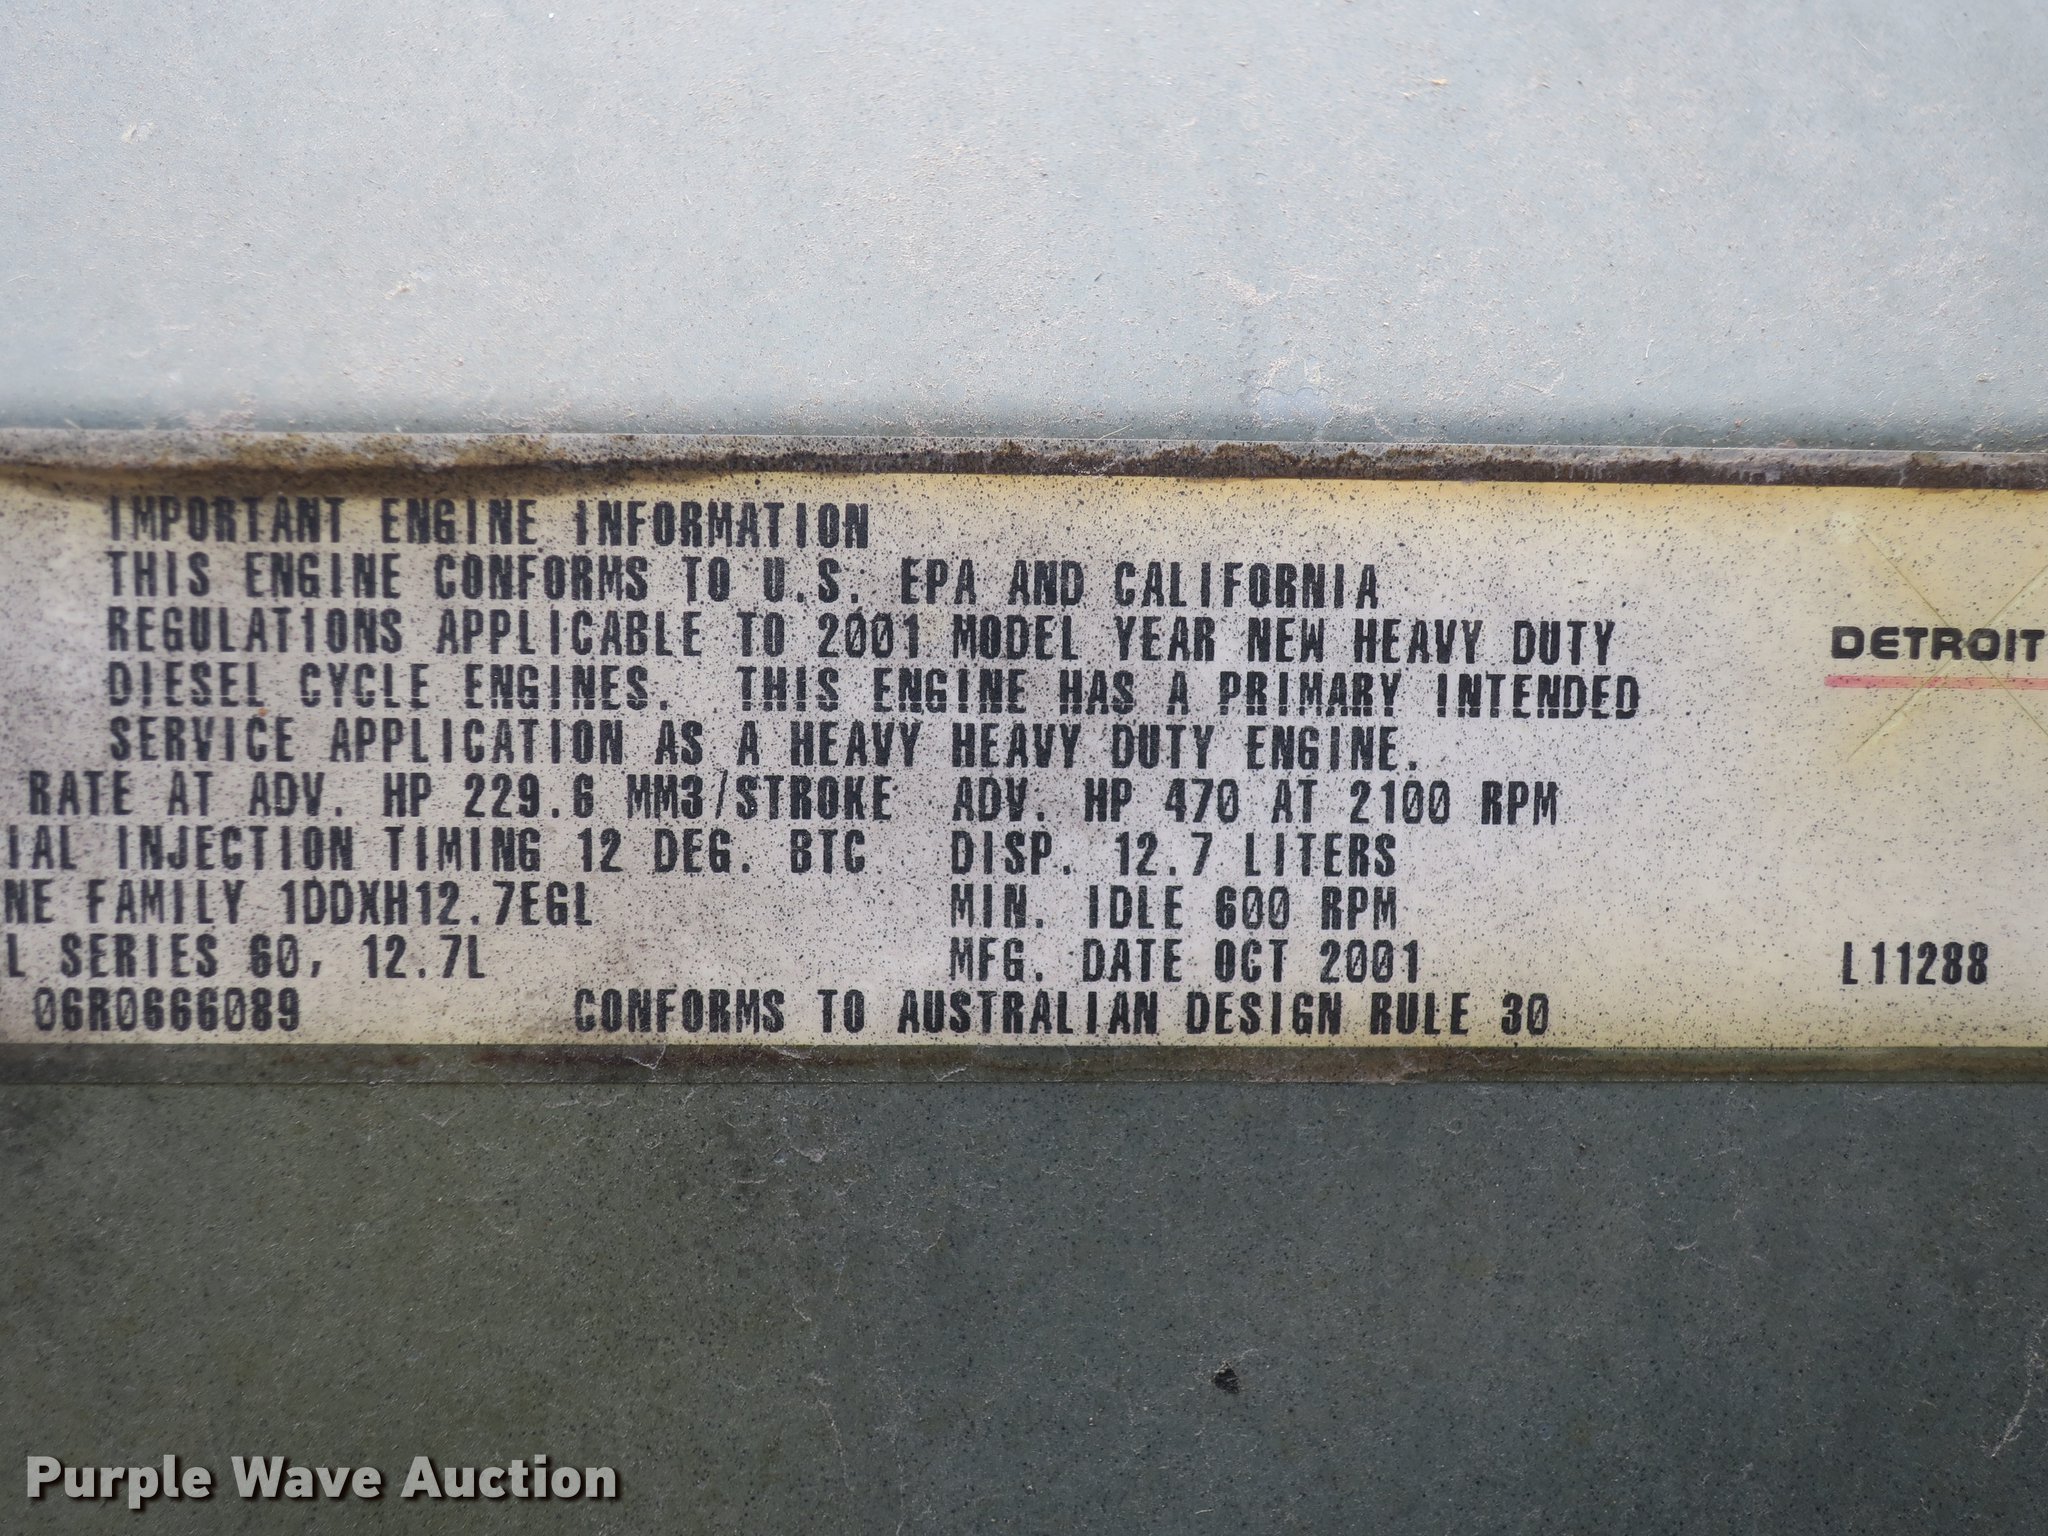 IMPORTANT ENGINE INFORMATION
THIS ENGINE CONFORMS TO U.S. EPA AND CALIFORNIA
REGULATIONS APPLICABLE TO 2001 MODEL YEAR NEW HEAVY DUTY
DIESEL CYCLE ENGINES. THIS ENGINE HAS A PRIMARY INTENDED
SERVICE APPLICATION AS A HEAVY HEAVY DUTY ENGINE.
RATE AT ADV. HP 229.6 MM3/STROKE ADV. HP 470 AT 2100 RPM
IAL INJECTION TIMING 12 DEG. BTC DISP. 12.7 LITERS
NE FAMILY 1DDXH12.7EGL MIN. IDLE 600 RPM
L SERIES 60, 12.7L MFG. DATE OCT 2001
06R0666089 CONFORMS TO AUSTRALIAN DESIGN RULE 30
DETROIT
L11288
Purple Wave Auction